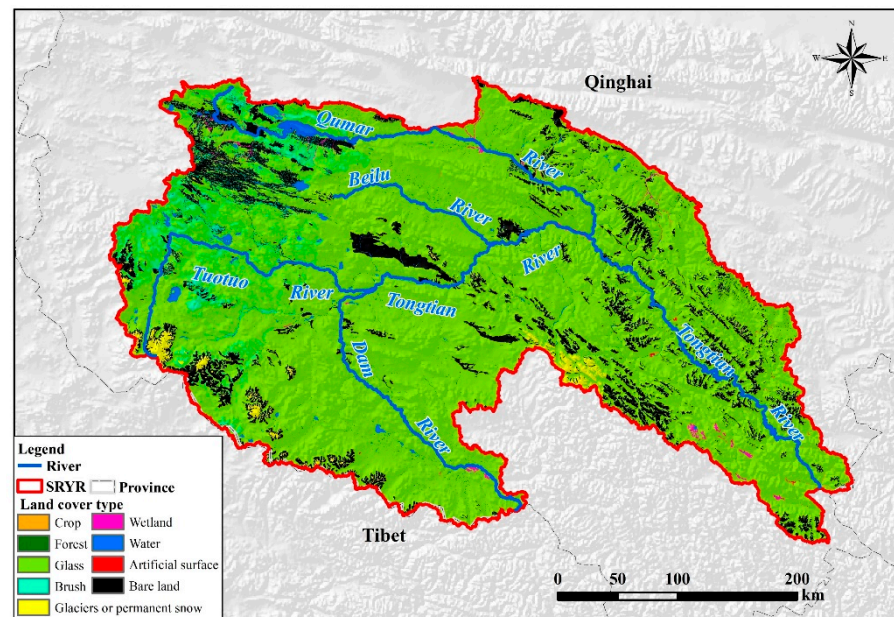 N
W E
S
Qinghai
Qumar
River
Beilu
River
River
Tuotuo
River
Tongtian
Tongtian
River
Dam
River
Tibet
Legend
River
SRYR Province
Land cover type
Crop Wetland
Forest Water
Glass Artificial surface
Brush Bare land
Glaciers or permanent snow
0 50 100 200
km